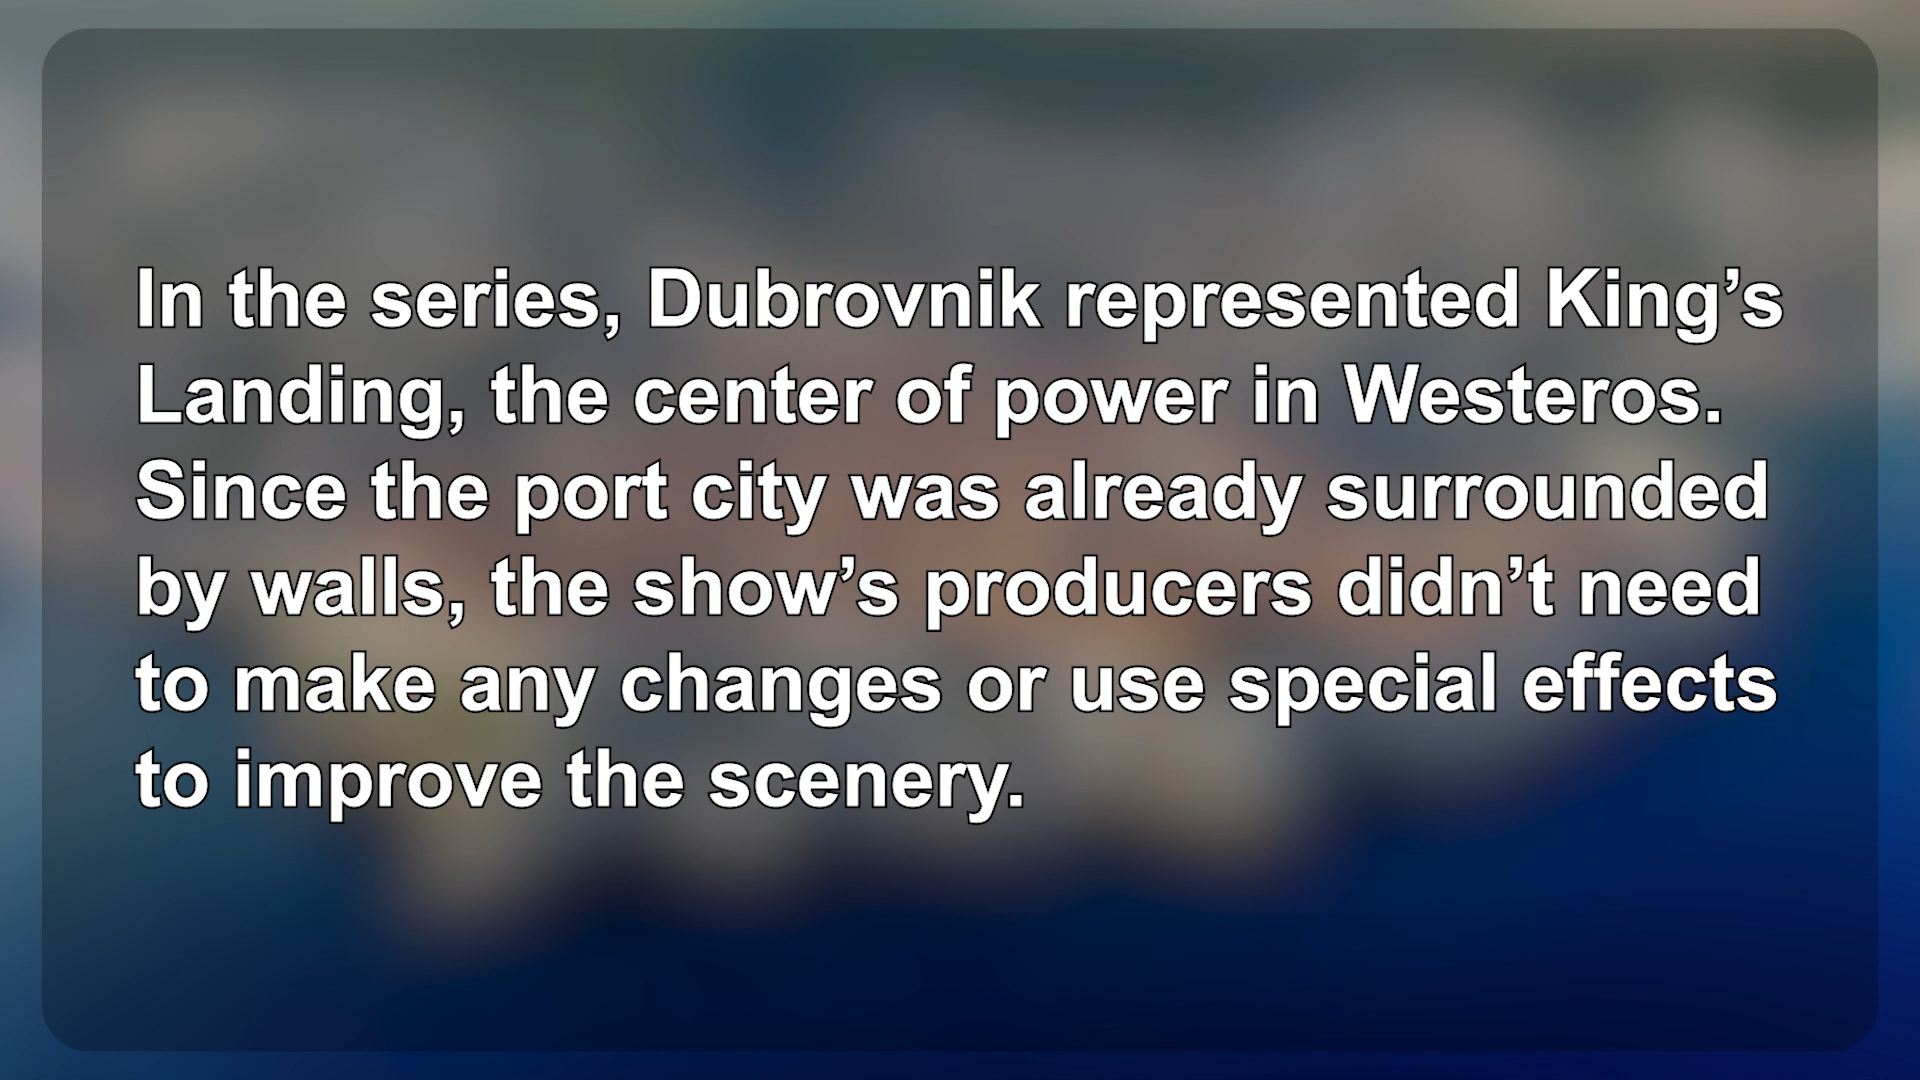 In the series, Dubrovnik represented King’s
Landing, the center of power in Westeros.
Since the port city was already surrounded
by walls, the show’s producers didn’t need
to make any changes or use special effects
to improve the scenery.